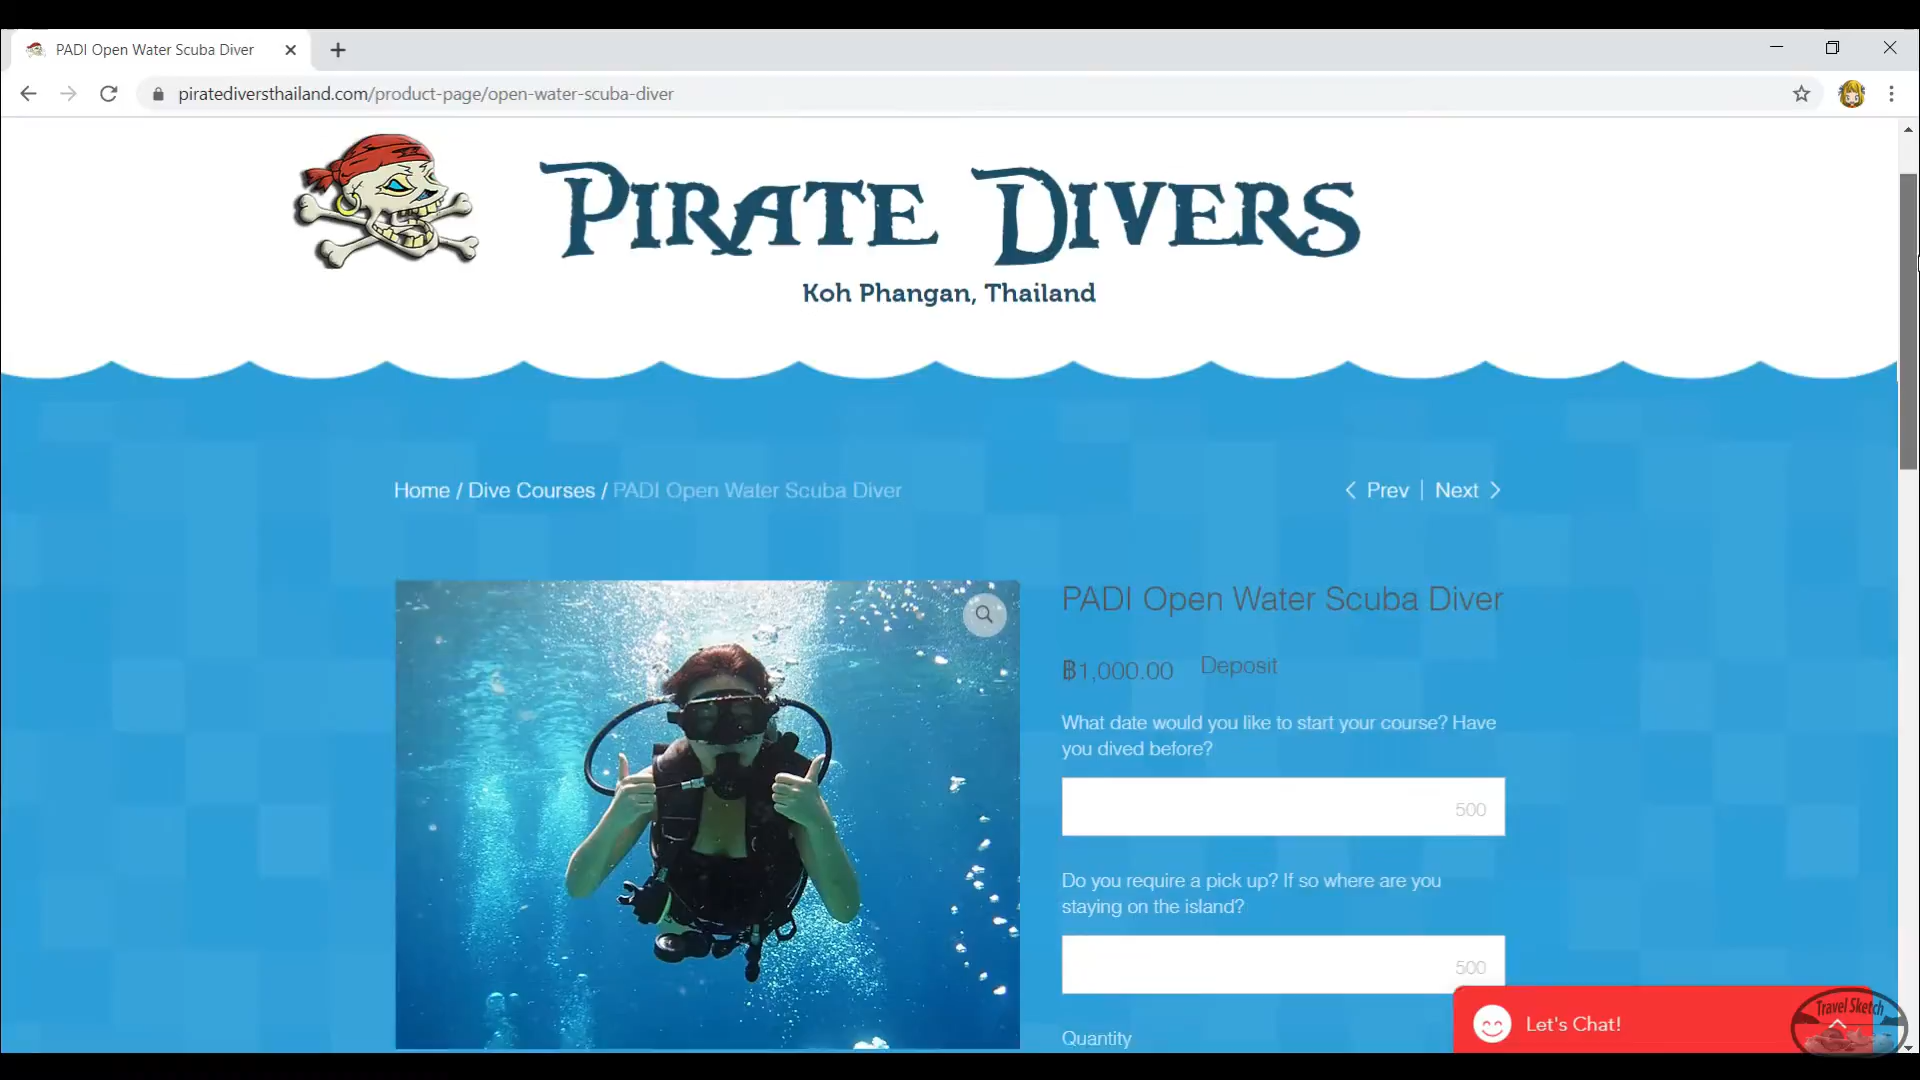 PADI Open Water Scuba Diver
piratediversthailand.com/product-page/open-water-scuba-diver
PIRATE DIVERS
Koh Phangan, Thailand
Home / Dive Courses / PADI Open Water Scuba Diver
Prev | Next
PADI Open Water Scuba Diver
฿1,000.00 Deposit
What date would you like to start your course? Have
you dived before?
500
Do you require a pick up? If so where are you
staying on the island?
500
Quantity
Let's Chat!
Travel Sketch